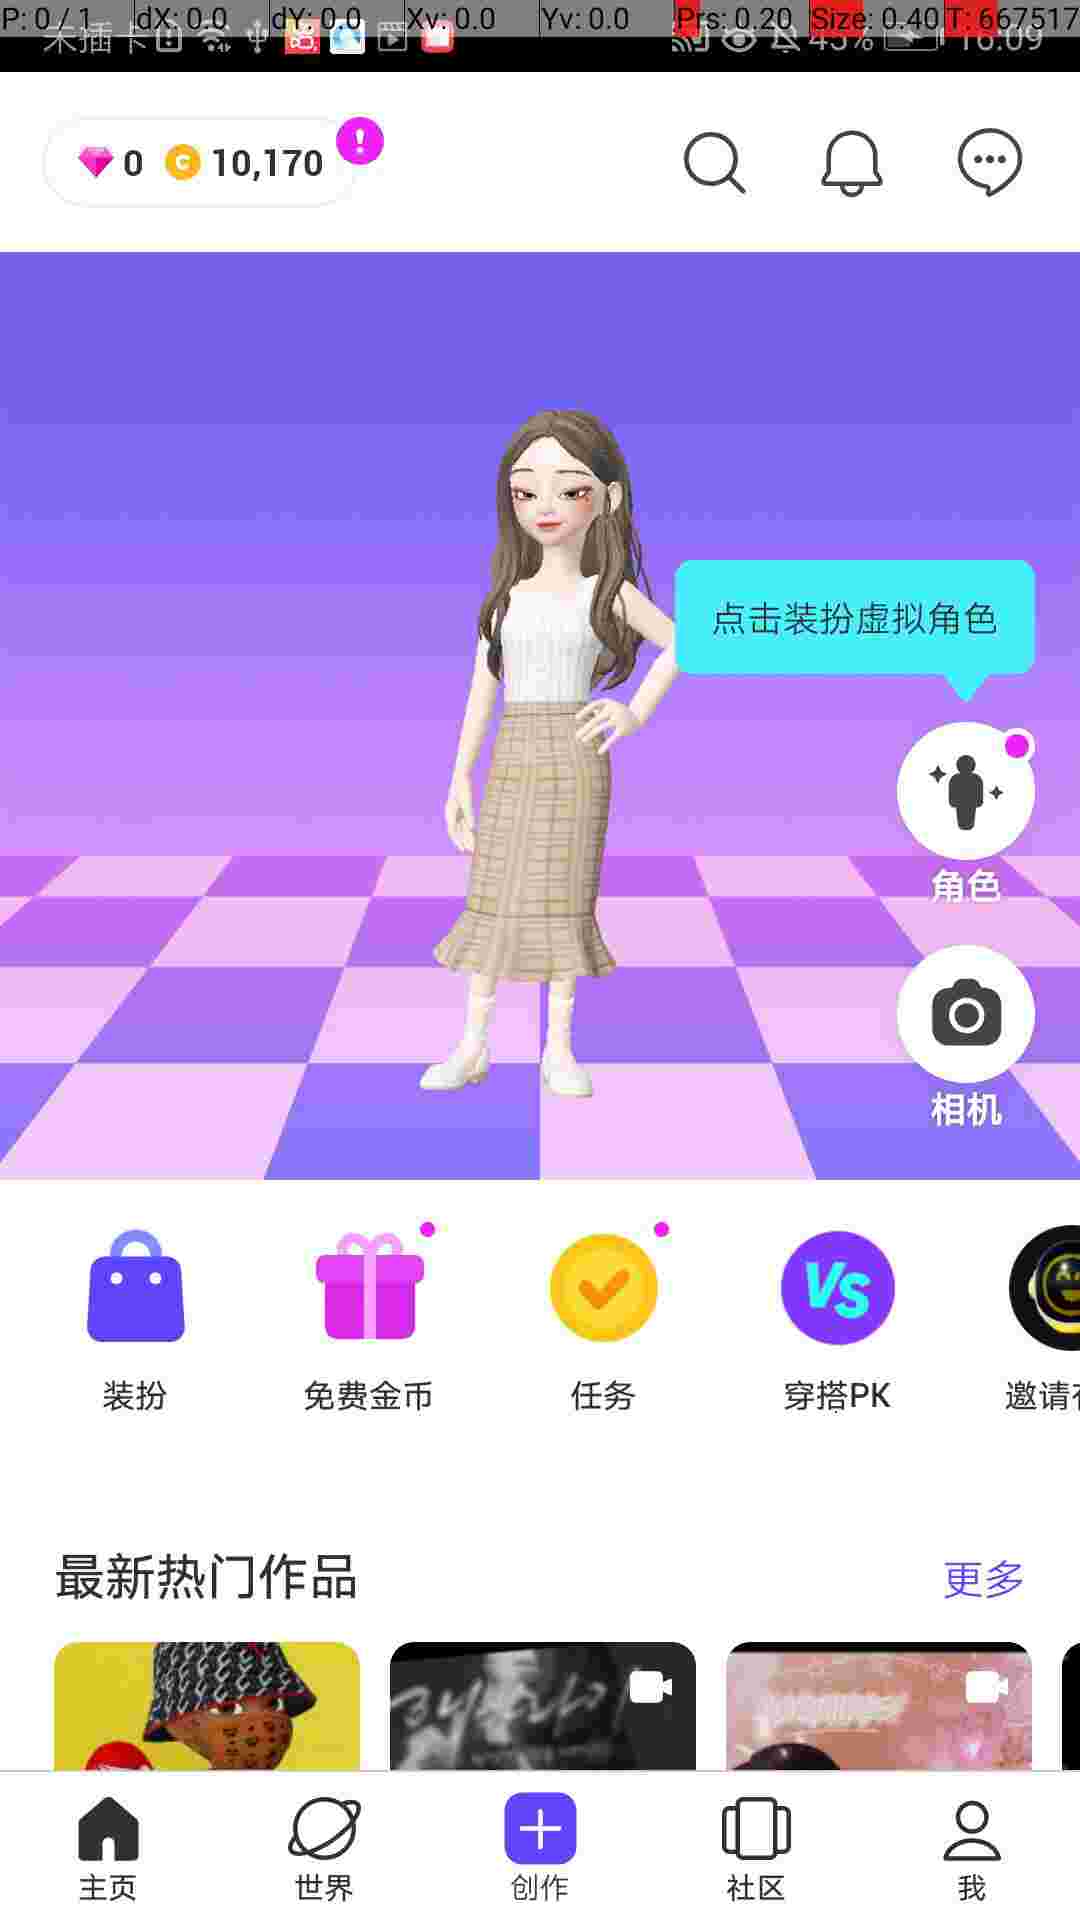 P: 0 / 1 dX: 0.0 dY: 0.0 Xv: 0.0 Yv: 0.0 Prs: 0.20 Size: 0.40 T: 667517
未插卡 45% 16:09
0 C 10,170
点击装扮虚拟角色
角色
相机
VS
装扮 免费金币 任务 穿搭PK 邀请
最新热门作品 更多
主页 世界 创作 社区 我